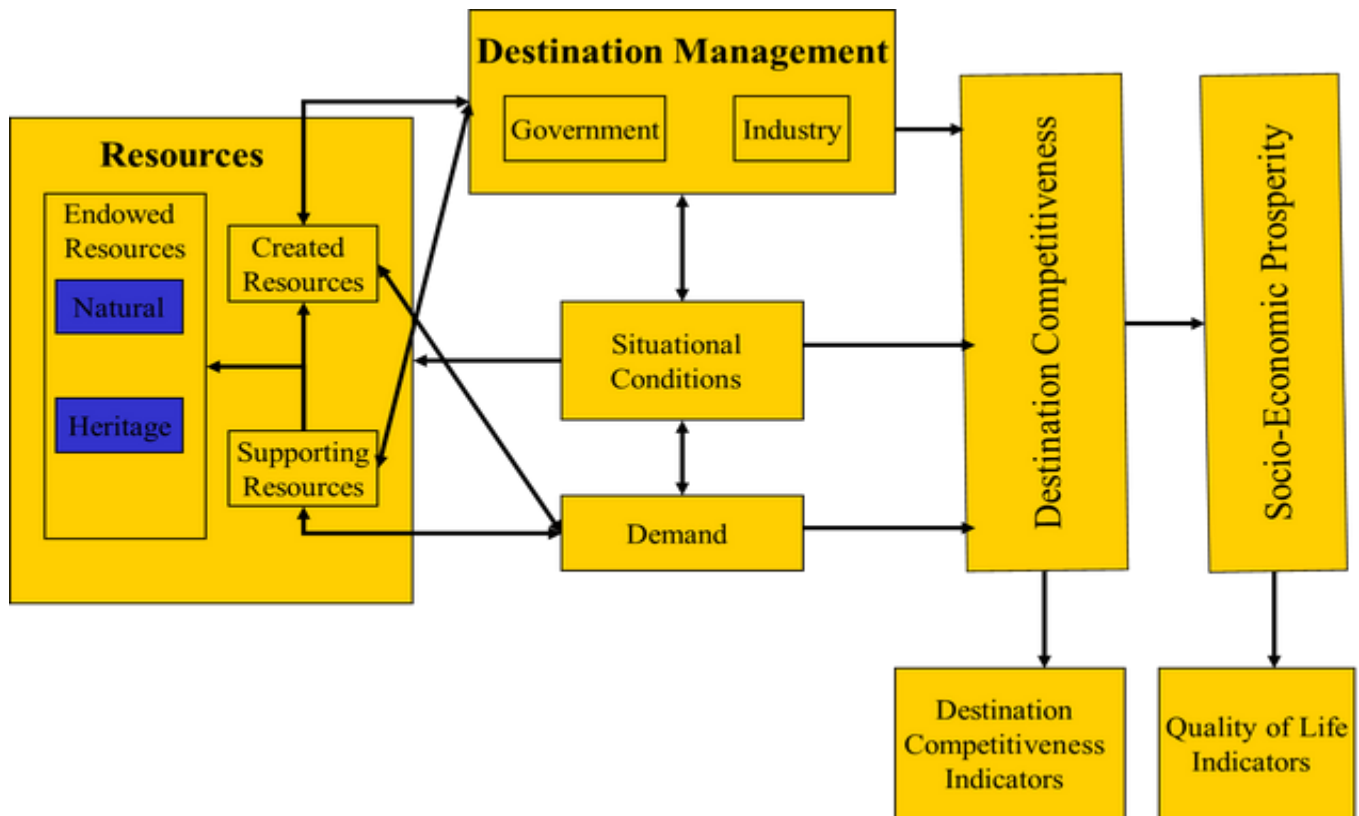 Destination Management
Government
Industry
Resources
Endowed
Resources
Natural
Heritage
Created
Resources
Supporting
Resources
Situational
Conditions
Demand
Destination Competitiveness
Socio-Economic Prosperity
Destination
Competitiveness
Indicators
Quality of Life
Indicators